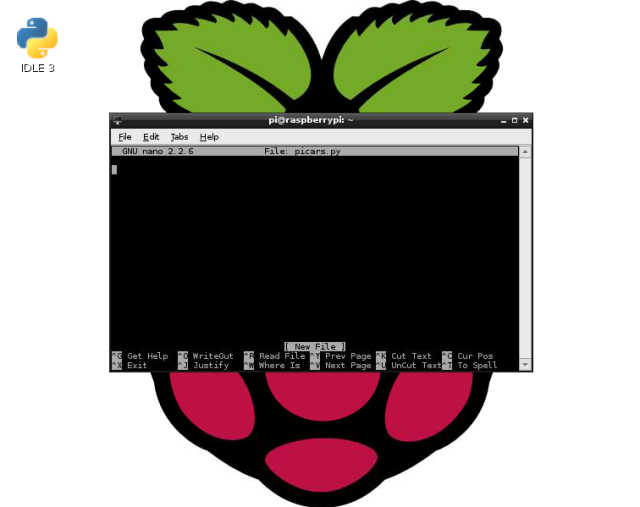 IDLE 3
pi@raspberrypi: ~
File Edit Tabs Help
GNU nano 2.2.6 File: picars.py
[ New File ]
^G Get Help ^O WriteOut ^R Read File ^Y Prev Page ^K Cut Text ^C Cur Pos
^X Exit ^J Justify ^W Where Is ^V Next Page ^U UnCut Text ^T To Spell